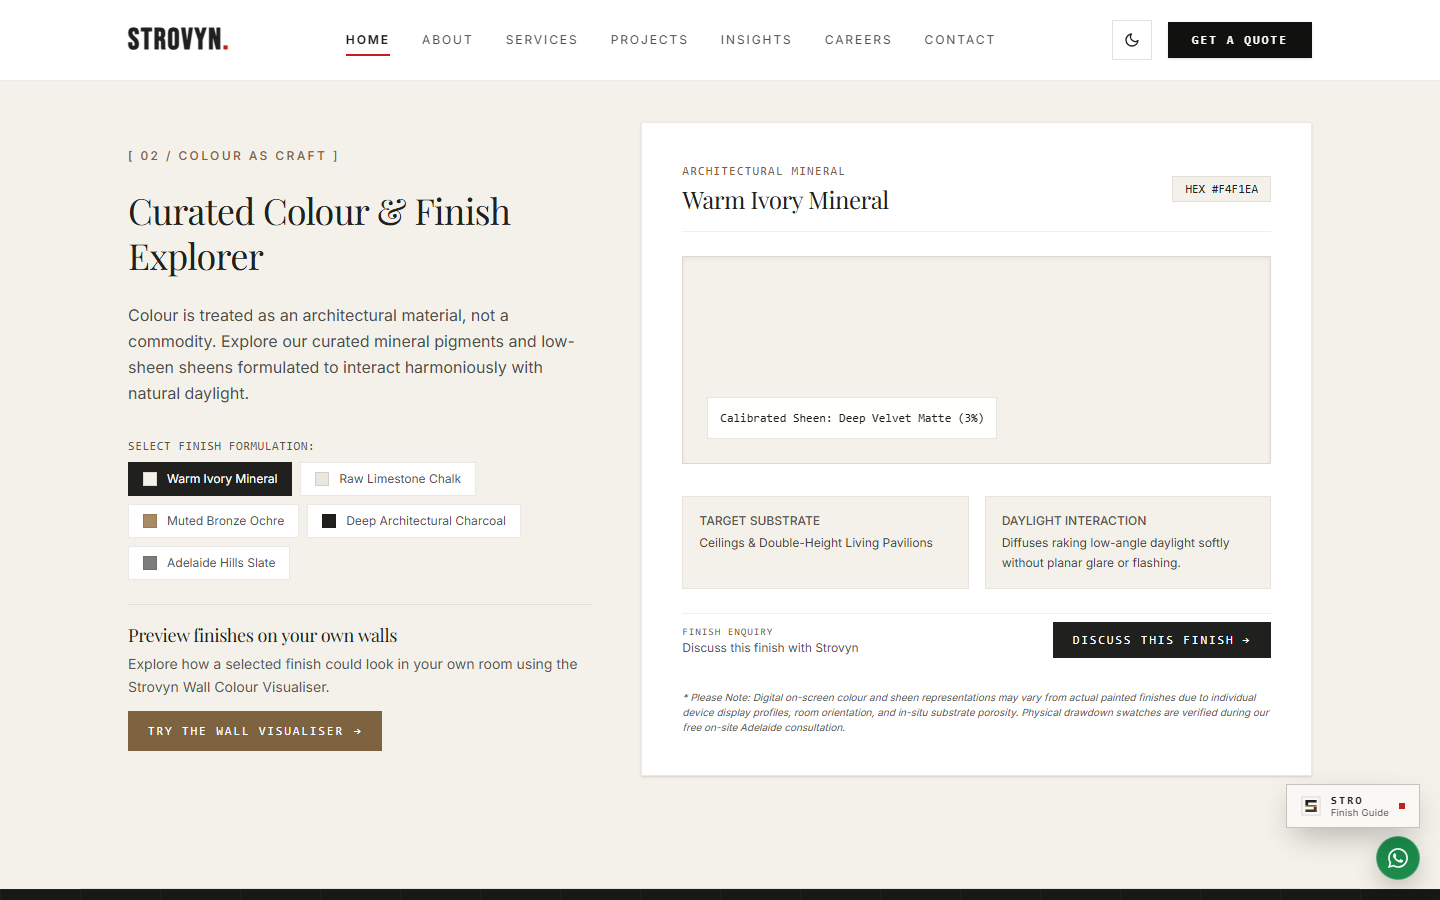 STROVYN.
HOME
ABOUT
SERVICES
PROJECTS
INSIGHTS
CAREERS
CONTACT
GET A QUOTE
[ 02 / COLOUR AS CRAFT ]
Curated Colour & Finish
Explorer
Colour is treated as an architectural material, not a
commodity. Explore our curated mineral pigments and low-
sheen sheens formulated to interact harmoniously with
natural daylight.
SELECT FINISH FORMULATION:
Warm Ivory Mineral
Raw Limestone Chalk
Muted Bronze Ochre
Deep Architectural Charcoal
Adelaide Hills Slate
Preview finishes on your own walls
Explore how a selected finish could look in your own room using the
Strovyn Wall Colour Visualiser.
TRY THE WALL VISUALISER →
ARCHITECTURAL MINERAL
Warm Ivory Mineral
HEX #F4F1EA
Calibrated Sheen: Deep Velvet Matte (3%)
TARGET SUBSTRATE
Ceilings & Double-Height Living Pavilions
DAYLIGHT INTERACTION
Diffuses raking low-angle daylight softly
without planar glare or flashing.
FINISH ENQUIRY
Discuss this finish with Strovyn
DISCUSS THIS FINISH →
* Please Note: Digital on-screen colour and sheen representations may vary from actual painted finishes due to individual
device display profiles, room orientation, and in-situ substrate porosity. Physical drawdown swatches are verified during our
free on-site Adelaide consultation.
S
STRO
Finish Guide